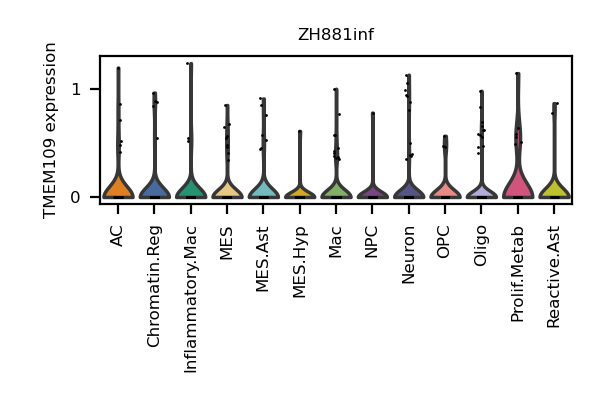 ZH881inf
TMEM109 expression
1
0
AC
Chromatin.Reg
Inflammatory.Mac
MES
MES.Ast
MES.Hyp
Mac
NPC
Neuron
OPC
Oligo
Prolif.Metab
Reactive.Ast